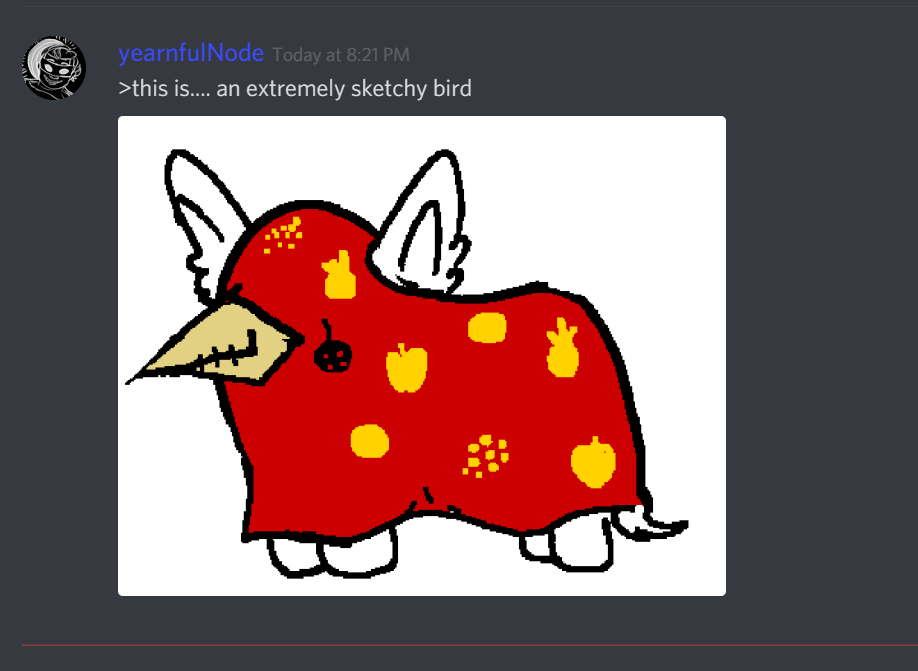 yearnfulNode Today at 8:21 PM
>this is.... an extremely sketchy bird